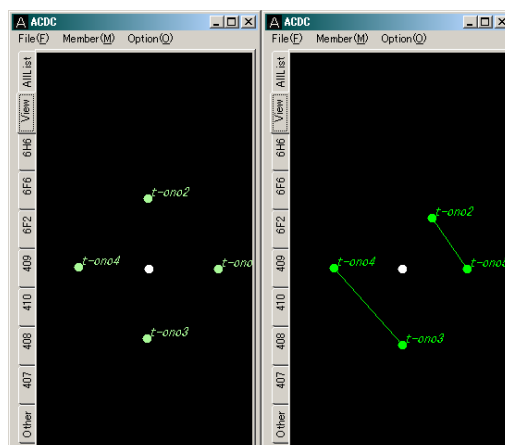 ACDC
File(F) Member(M) Option(O)
AllList
View
6H6
6F6
6F2
409
410
408
407
Other
t-ono2
t-ono4
t-ono
t-ono3
ACDC
File(F) Member(M) Option(O)
AllList
View
6H6
6F6
6F2
409
410
408
407
Other
t-ono2
t-ono4
t-ono
t-ono3